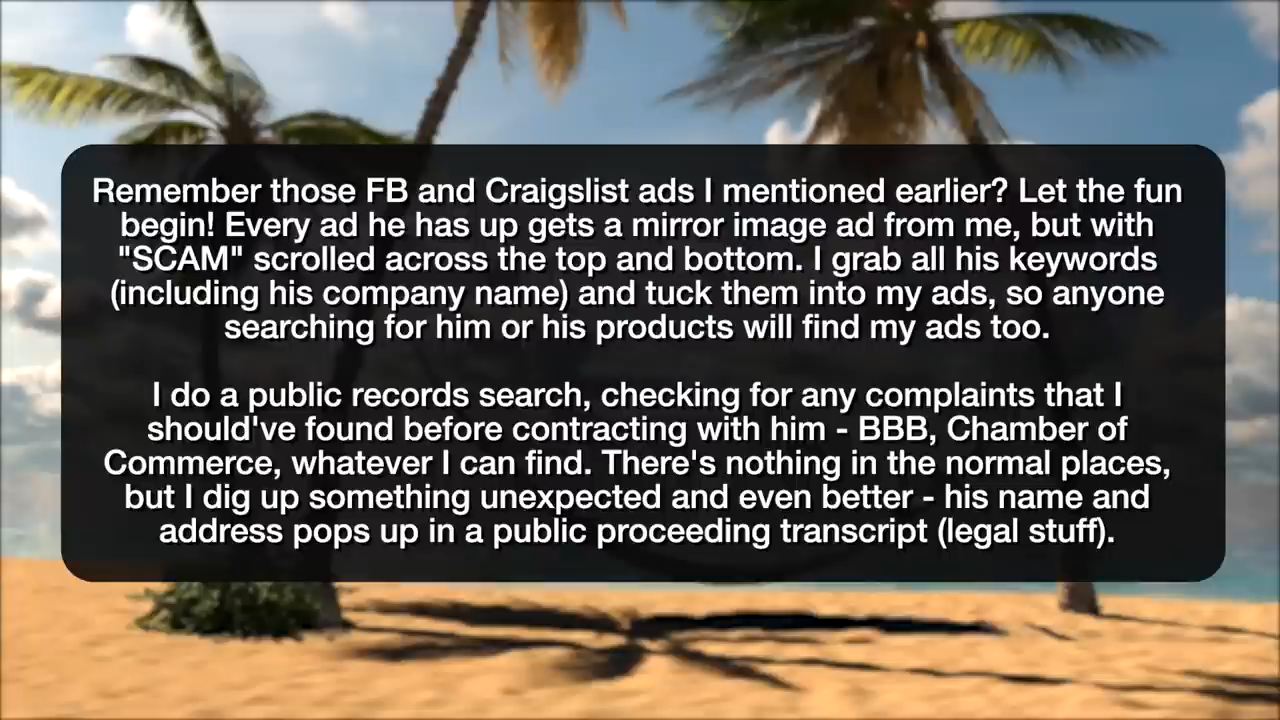 Remember those FB and Craigslist ads I mentioned earlier? Let the fun
begin! Every ad he has up gets a mirror image ad from me, but with
"SCAM" scrolled across the top and bottom. I grab all his keywords
(including his company name) and tuck them into my ads, so anyone
searching for him or his products will find my ads too.
I do a public records search, checking for any complaints that I
should've found before contracting with him - BBB, Chamber of
Commerce, whatever I can find. There's nothing in the normal places,
but I dig up something unexpected and even better - his name and
address pops up in a public proceeding transcript (legal stuff).